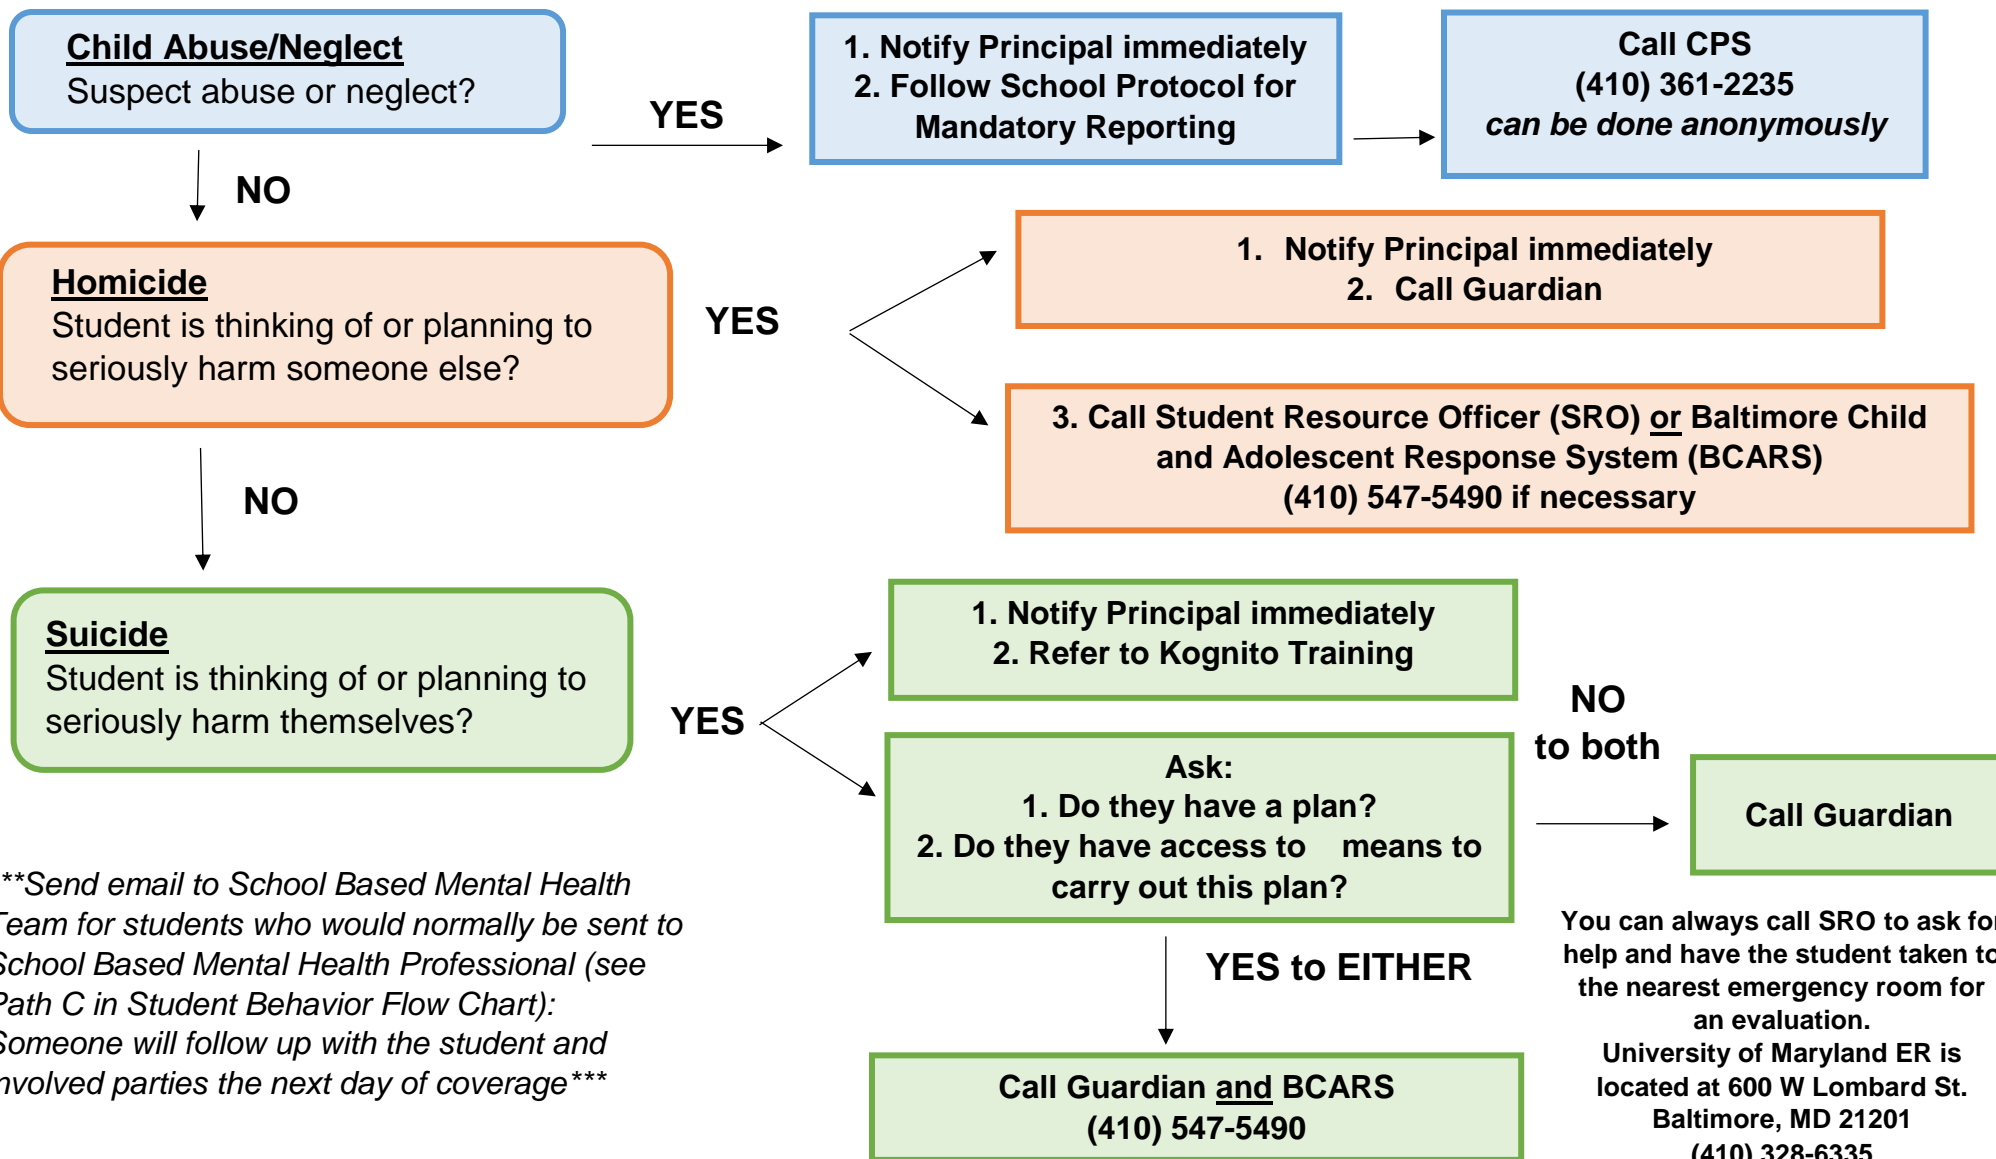 Child Abuse/Neglect
Suspect abuse or neglect?
YES
1. Notify Principal immediately
2. Follow School Protocol for
Mandatory Reporting
Call CPS
(410) 361-2235
can be done anonymously
NO
Homicide
Student is thinking of or planning to
seriously harm someone else?
YES
1. Notify Principal immediately
2. Call Guardian
3. Call Student Resource Officer (SRO) or Baltimore Child
and Adolescent Response System (BCARS)
(410) 547-5490 if necessary
NO
Suicide
Student is thinking of or planning to
seriously harm themselves?
YES
1. Notify Principal immediately
2. Refer to Kognito Training
Ask:
1. Do they have a plan?
2. Do they have access to means to
carry out this plan?
NO
to both
Call Guardian
YES to EITHER
Call Guardian and BCARS
(410) 547-5490
**Send email to School Based Mental Health
Team for students who would normally be sent to
School Based Mental Health Professional (see
Path C in Student Behavior Flow Chart):
Someone will follow up with the student and
involved parties the next day of coverage***
You can always call SRO to ask for
help and have the student taken to
the nearest emergency room for
an evaluation.
University of Maryland ER is
located at 600 W Lombard St.
Baltimore, MD 21201
(410) 328-6335